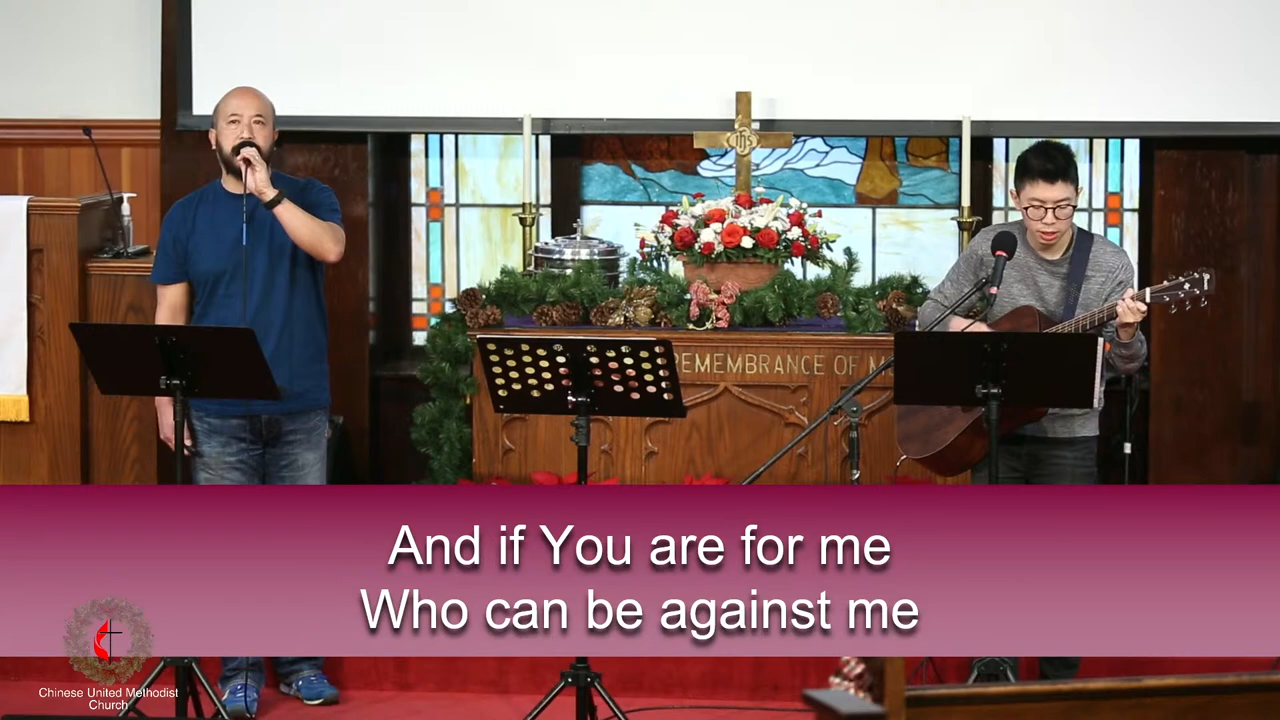 IHS
REMEMBRANCE OF M
And if You are for me
Who can be against me
Chinese United Methodist
Church